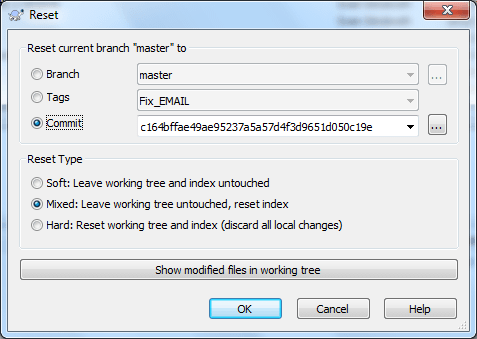 Reset
Reset current branch "master" to
Branch
master
...
Tags
Fix_EMAIL
Commit
c164bffae49ae95237a5a57d4f3d9651d050c19e
...
Reset Type
Soft: Leave working tree and index untouched
Mixed: Leave working tree untouched, reset index
Hard: Reset working tree and index (discard all local changes)
Show modified files in working tree
OK
Cancel
Help